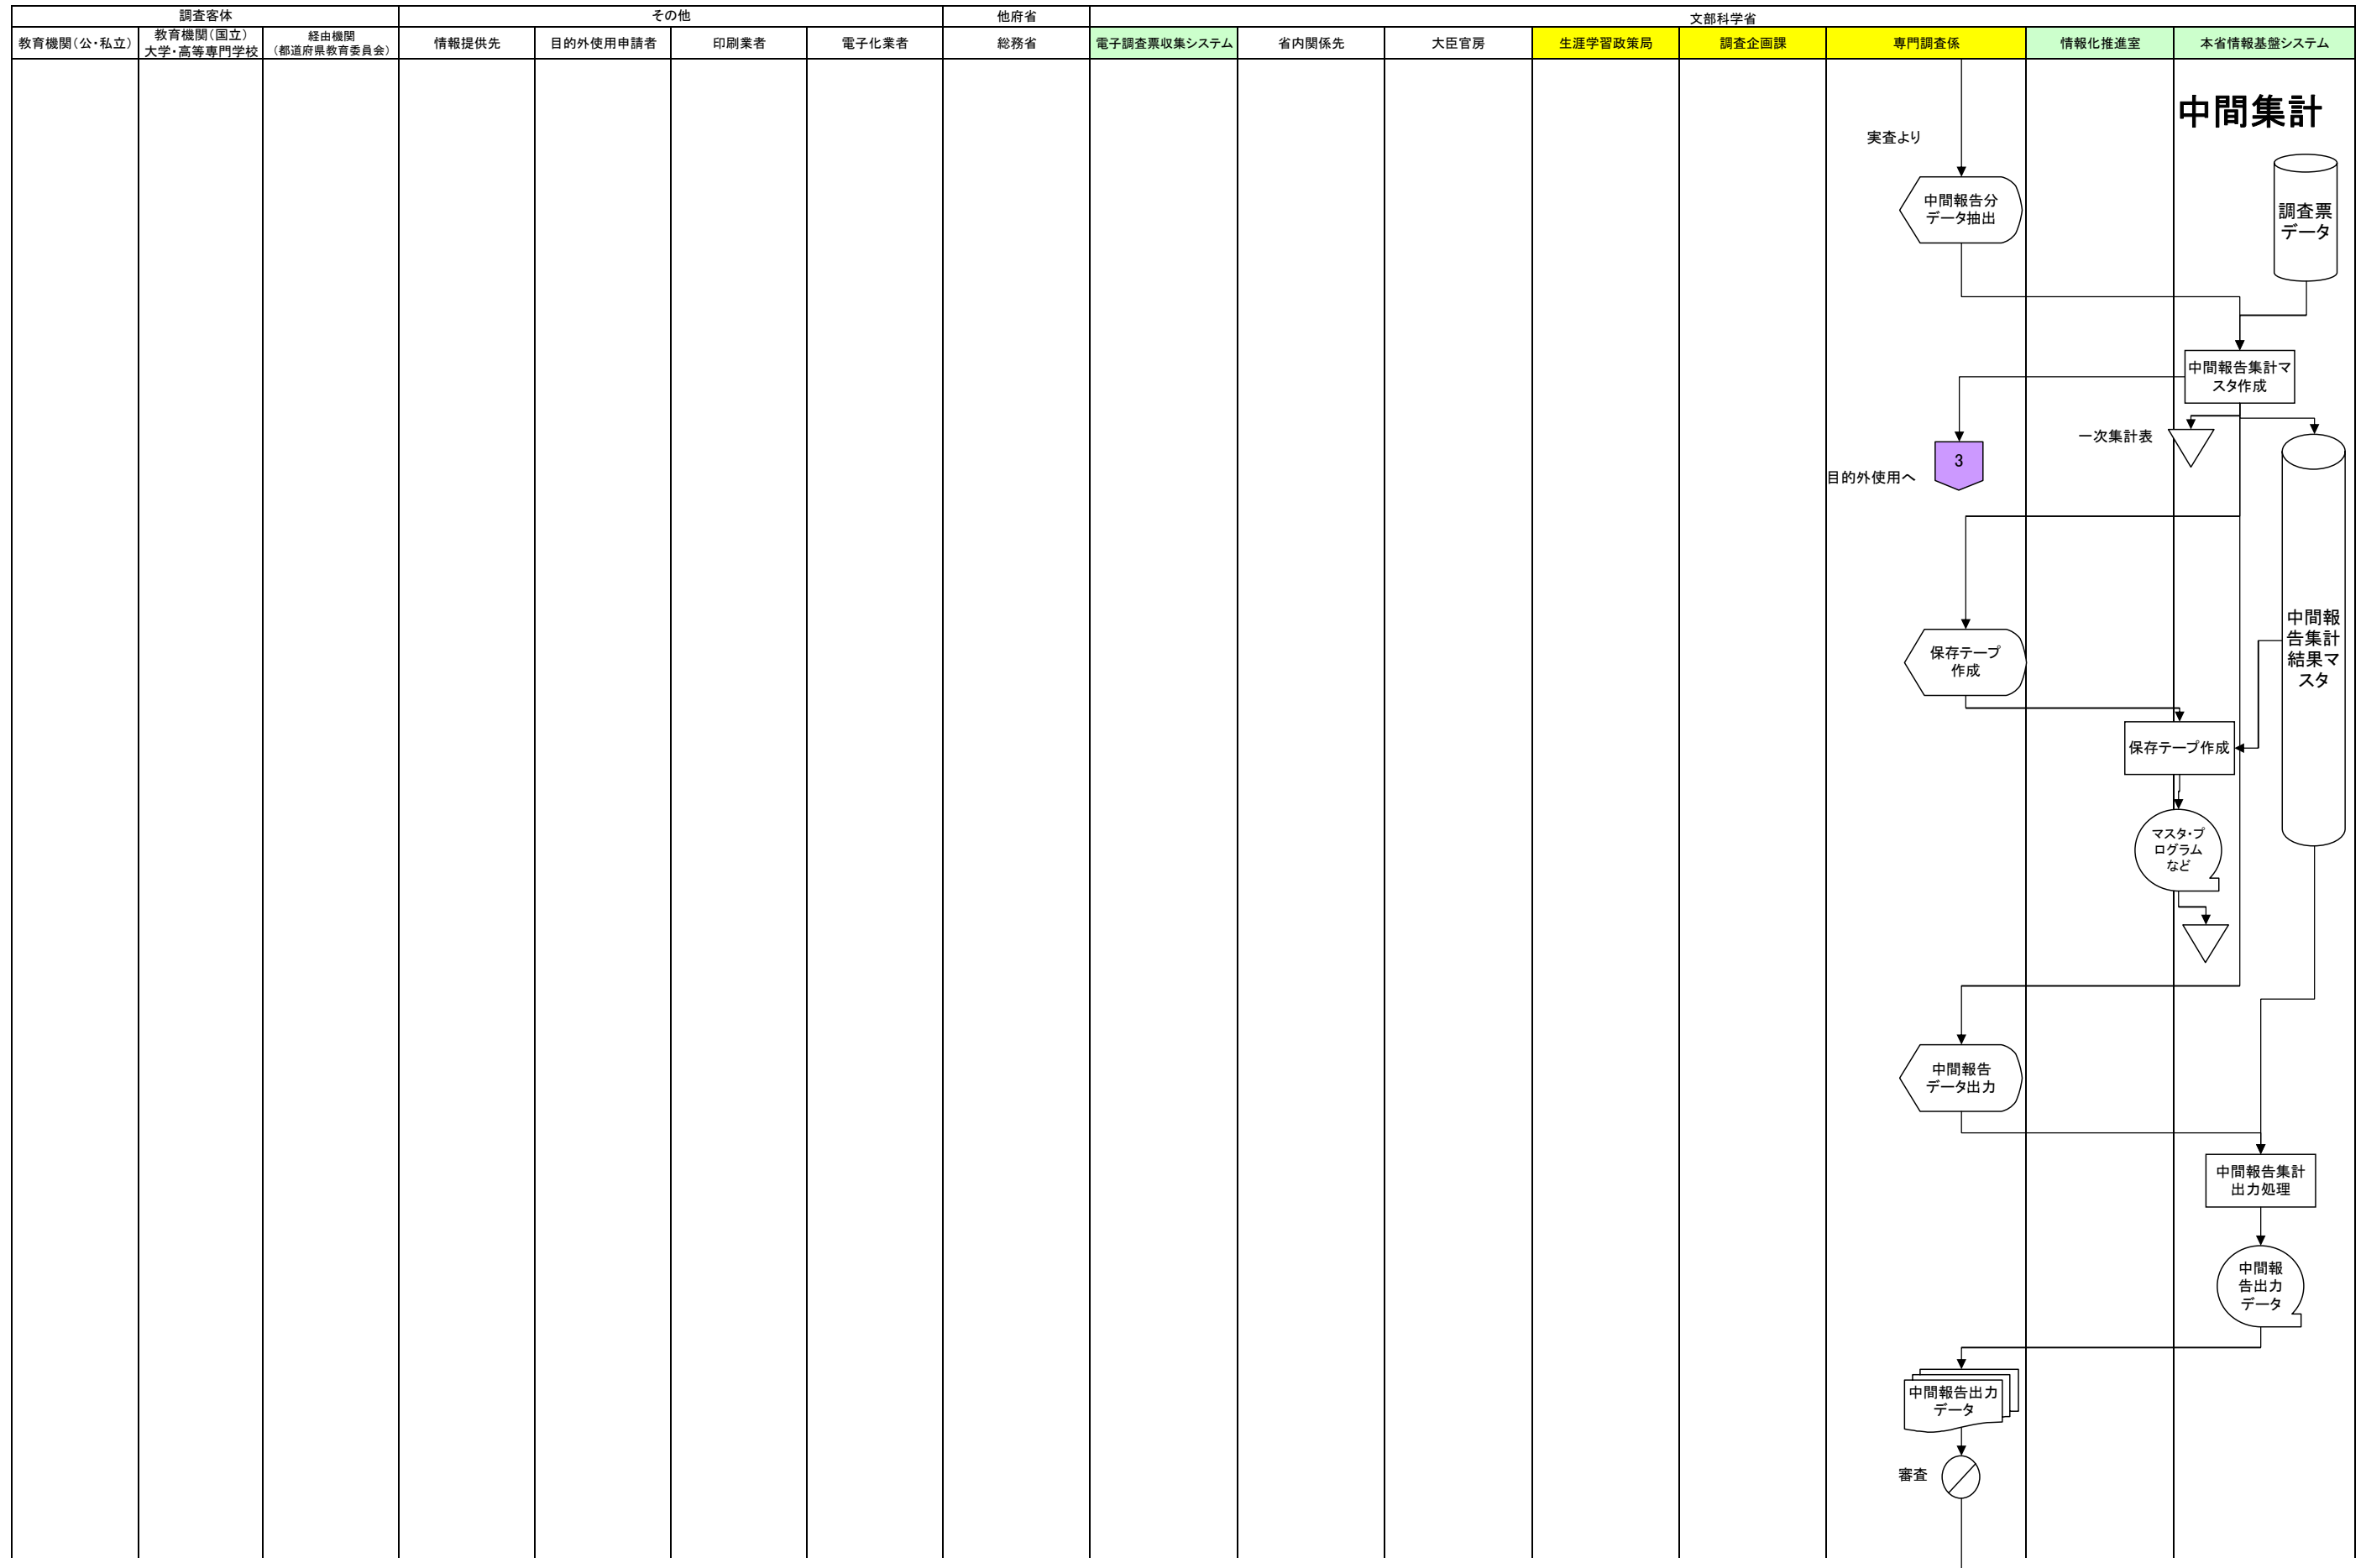 調査客体
その他
他府省
文部科学省
教育機関(公・私立)
教育機関(国立)
大学・高等専門学校
経由機関
(都道府県教育委員会)
情報提供先
目的外使用申請者
印刷業者
電子化業者
総務省
電子調査票収集システム
省内関係先
大臣官房
生涯学習政策局
調査企画課
専門調査係
情報化推進室
本省情報基盤システム
中間集計
実査より
中間報告分
データ抽出
調査票
データ
中間報告集計マ
スタ作成
一次集計表
3
目的外使用へ
中間報
告集計
結果マ
スタ
保存テープ
作成
保存テープ作成
マスタ・プ
ログラム
など
中間報告
データ出力
中間報告集計
出力処理
中間報
告出力
データ
中間報告出力
データ
審査